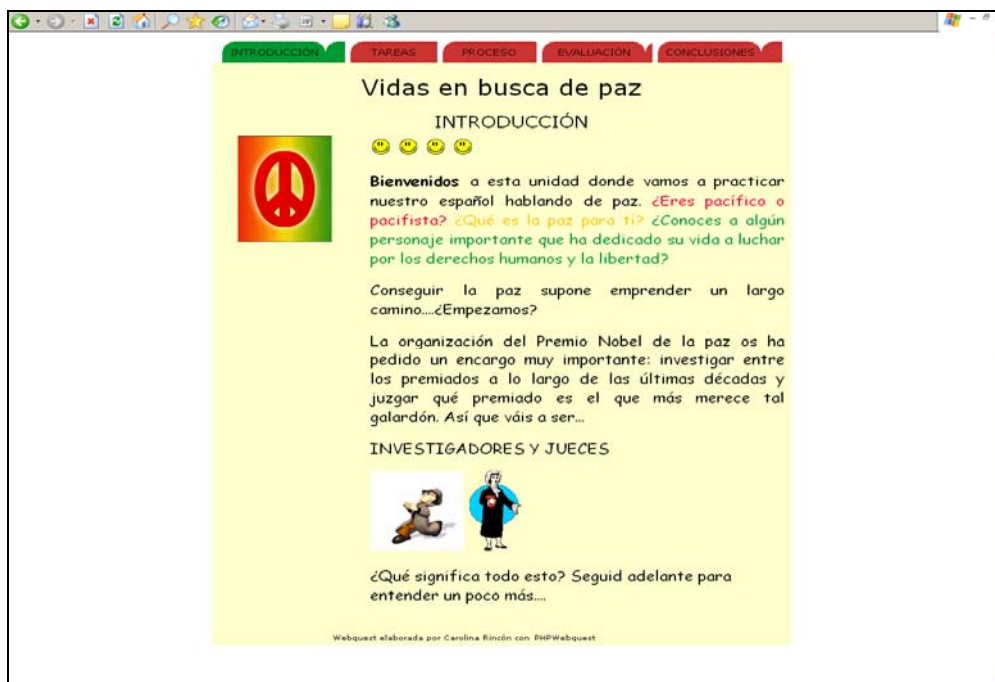 INTRODUCCIÓN TAREAS PROCESO EVALUACIÓN CONCLUSIONES
Vidas en busca de paz
INTRODUCCIÓN
Bienvenidos a esta unidad donde vamos a practicar
nuestro español hablando de paz. ¿Eres pacífico o
pacifista? ¿Qué es la paz para ti? ¿Conoces a algún
personaje importante que ha dedicado su vida a luchar
por los derechos humanos y la libertad?
Conseguir la paz supone emprender un largo
camino....¿Empezamos?
La organización del Premio Nobel de la paz os ha
pedido un encargo muy importante: investigar entre
los premiados a lo largo de las últimas décadas y
juzgar qué premiado es el que más merece tal
galardón. Así que váis a ser...
INVESTIGADORES Y JUECES
¿Qué significa todo esto? Seguid adelante para
entender un poco más....
Webquest elaborada por Carolina Rincón con PHPWebquest